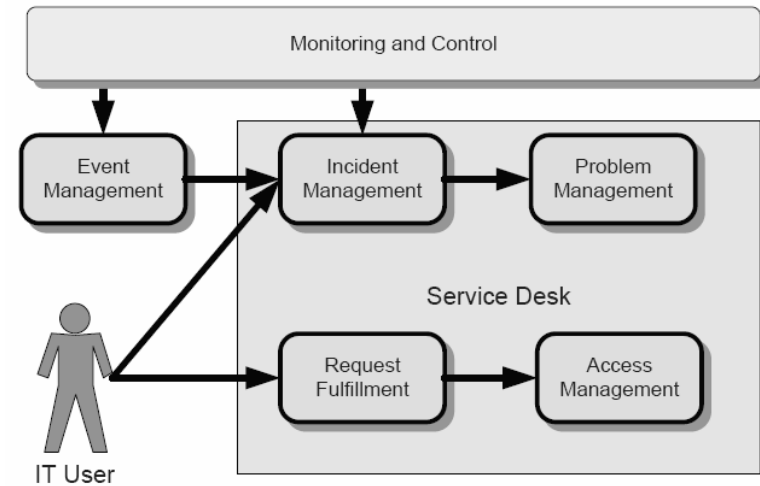 Monitoring and Control
Event
Management
Incident
Management
Problem
Management
Service Desk
Request
Fulfillment
Access
Management
IT User